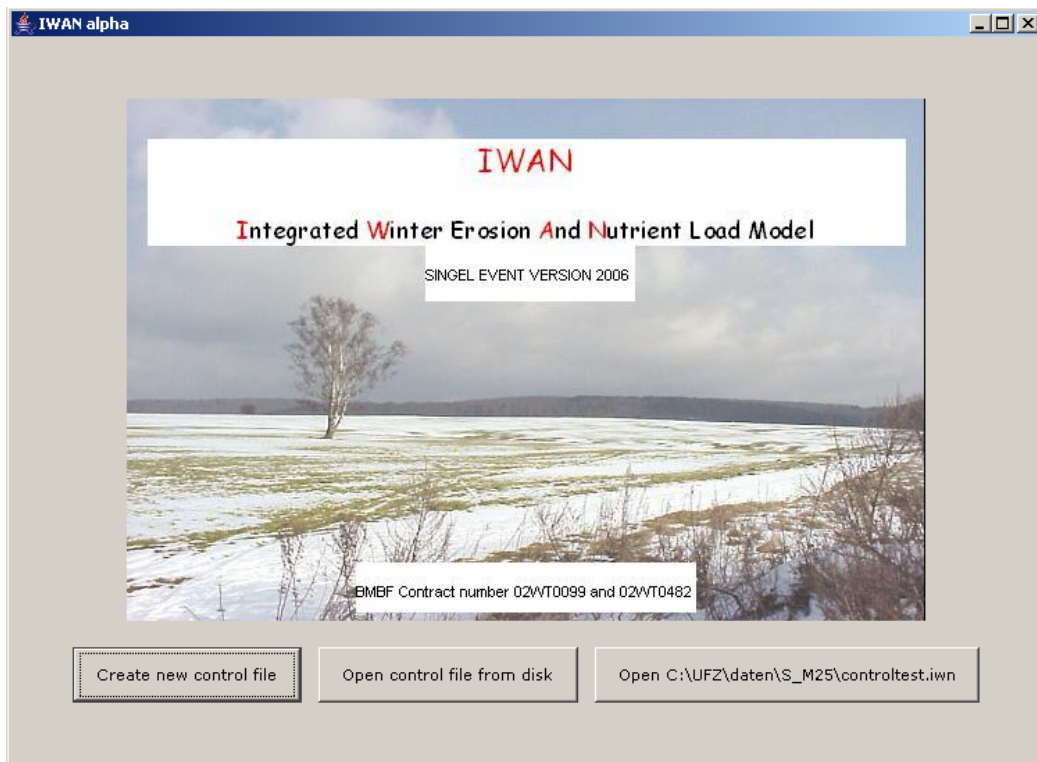 IWAN alpha
IWAN
Integrated Winter Erosion And Nutrient Load Model
SINGEL EVENT VERSION 2006
BMBF Contract number 02WT0099 and 02WT0482
Create new control file
Open control file from disk
Open C:\UFZ\daten\S_M25\controltest.iwn